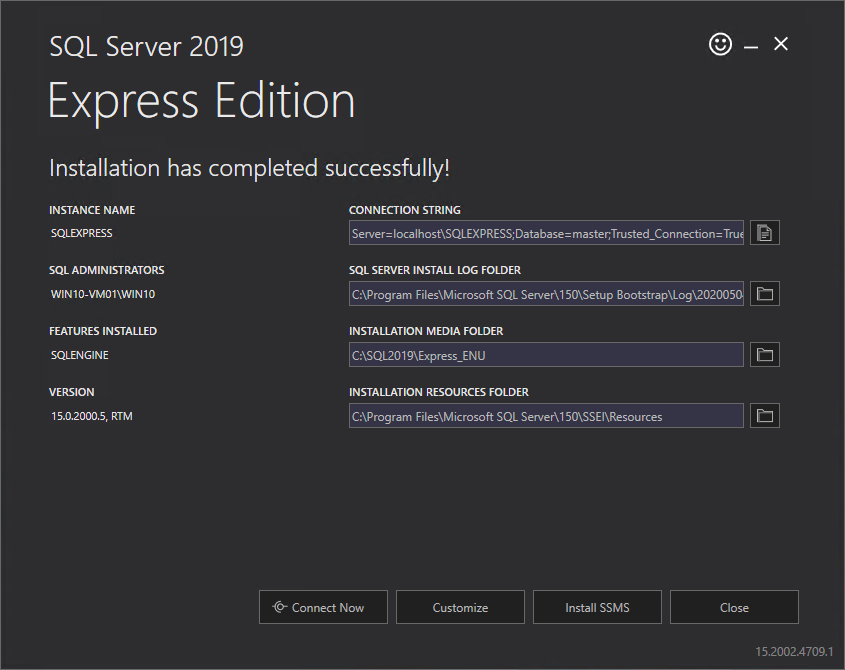 SQL Server 2019
Express Edition
Installation has completed successfully!
INSTANCE NAME
SQLEXPRESS
CONNECTION STRING
Server=localhost\SQLEXPRESS;Database=master;Trusted_Connection=True
SQL ADMINISTRATORS
WIN10-VM01\WIN10
SQL SERVER INSTALL LOG FOLDER
C:\Program Files\Microsoft SQL Server\150\Setup Bootstrap\Log\2020050
FEATURES INSTALLED
SQLENGINE
INSTALLATION MEDIA FOLDER
C:\SQL2019\Express_ENU
VERSION
15.0.2000.5, RTM
INSTALLATION RESOURCES FOLDER
C:\Program Files\Microsoft SQL Server\150\SSEI\Resources
Connect Now
Customize
Install SSMS
Close
15.2002.4709.1